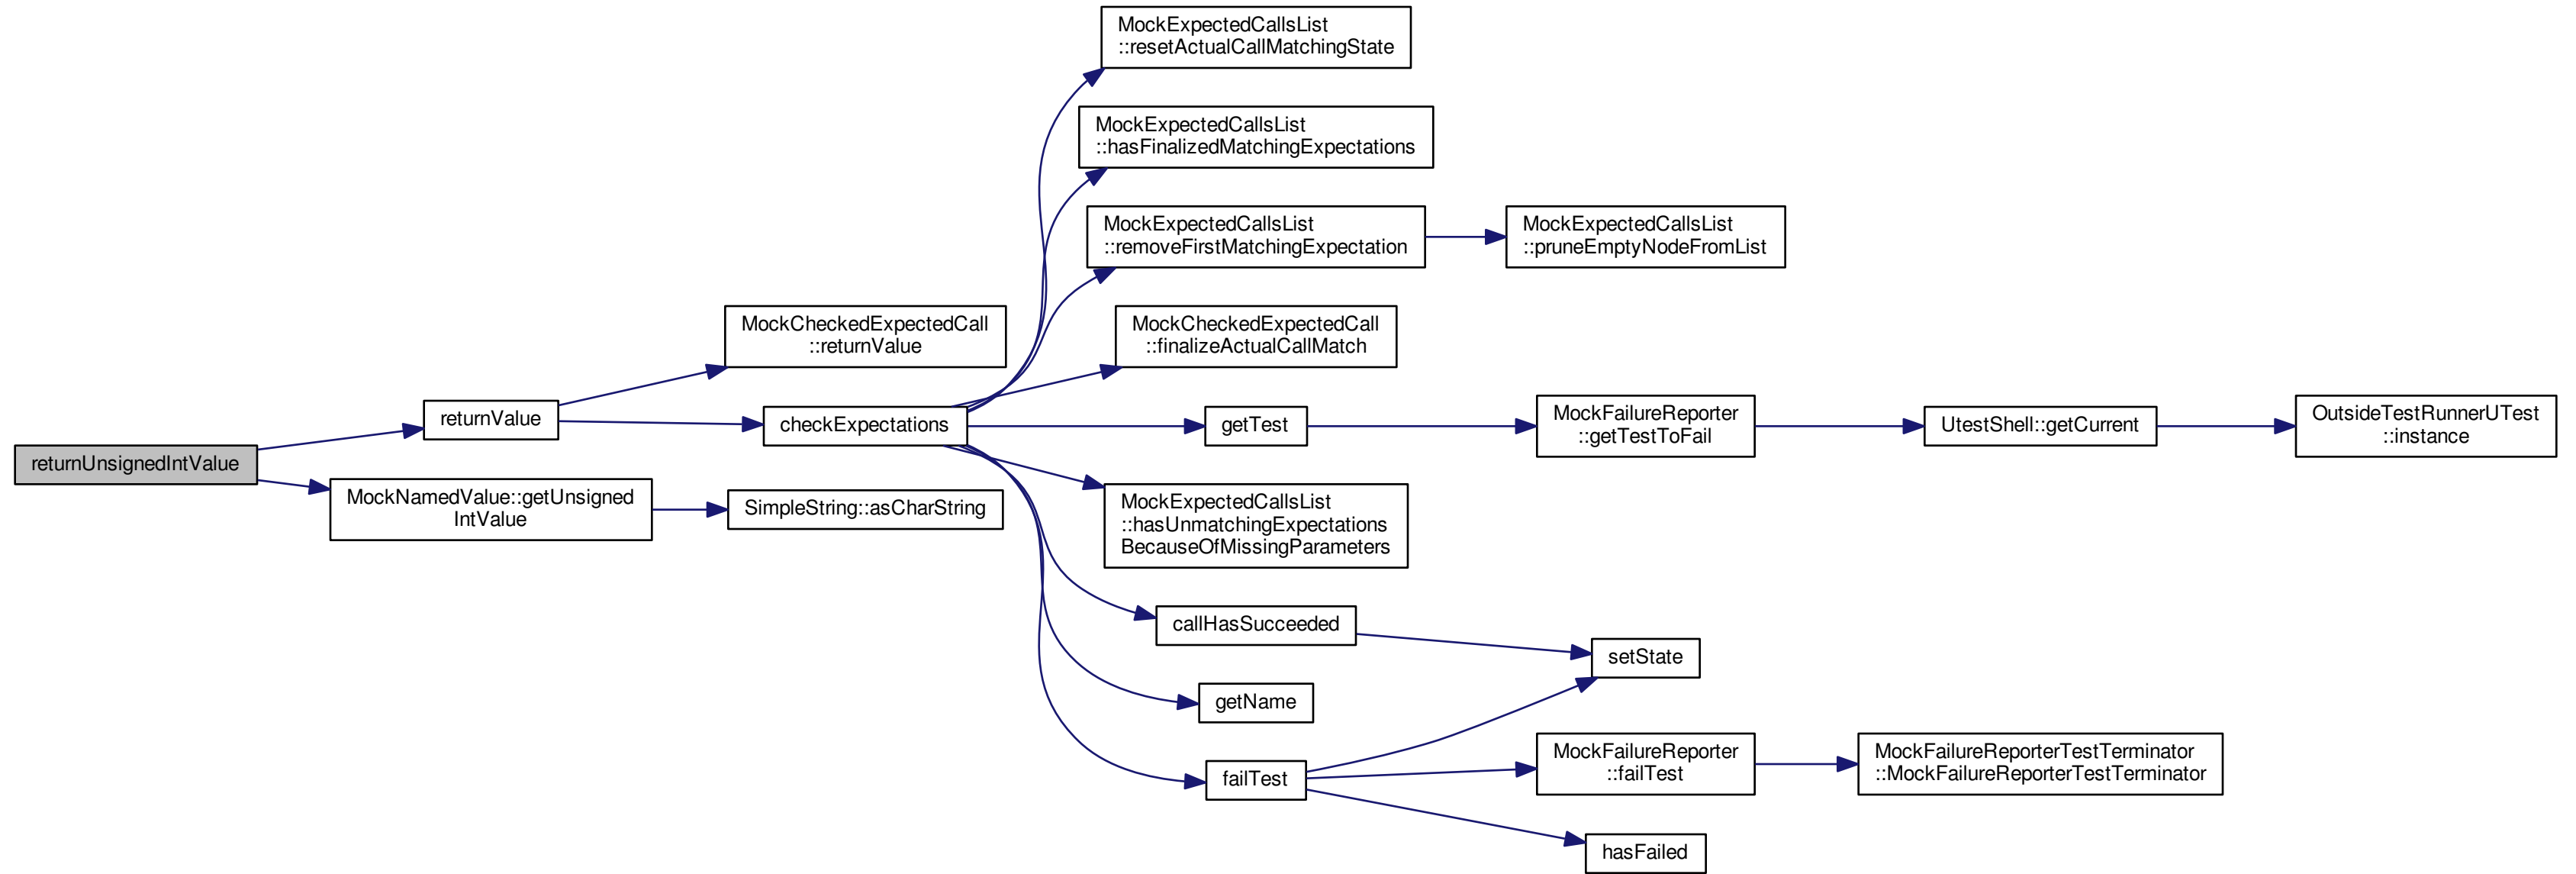 MockExpectedCallsList
::resetActualCallMatchingState
MockExpectedCallsList
::hasFinalizedMatchingExpectations
MockExpectedCallsList
::removeFirstMatchingExpectation
MockExpectedCallsList
::pruneEmptyNodeFromList
MockCheckedExpectedCall
::returnValue
MockCheckedExpectedCall
::finalizeActualCallMatch
returnValue
checkExpectations
getTest
MockFailureReporter
::getTestToFail
UtestShell::getCurrent
OutsideTestRunnerUTest
::instance
returnUnsignedIntValue
MockNamedValue::getUnsigned
IntValue
SimpleString::asCharString
MockExpectedCallsList
::hasUnmatchingExpectations
BecauseOfMissingParameters
callHasSucceeded
setState
getName
failTest
MockFailureReporter
::failTest
MockFailureReporterTestTerminator
::MockFailureReporterTestTerminator
hasFailed